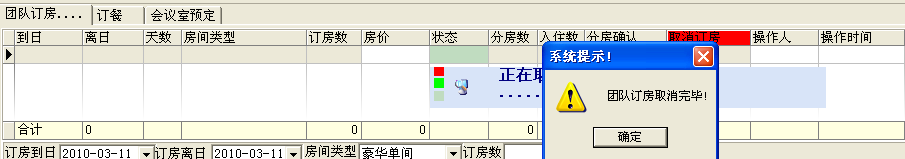 团队订房.... 订餐 会议室预定
到日 离日 天数 房间类型 订房数 房价 状态 分房数 入住数 分房确认 取消订房 操作人 操作时间
系统提示!
正在取
团队订房取消完毕!
确定
合计 0 0 0 0
订房到日 2010-03-11 订房离日 2010-03-11 房间类型 豪华单间 订房数